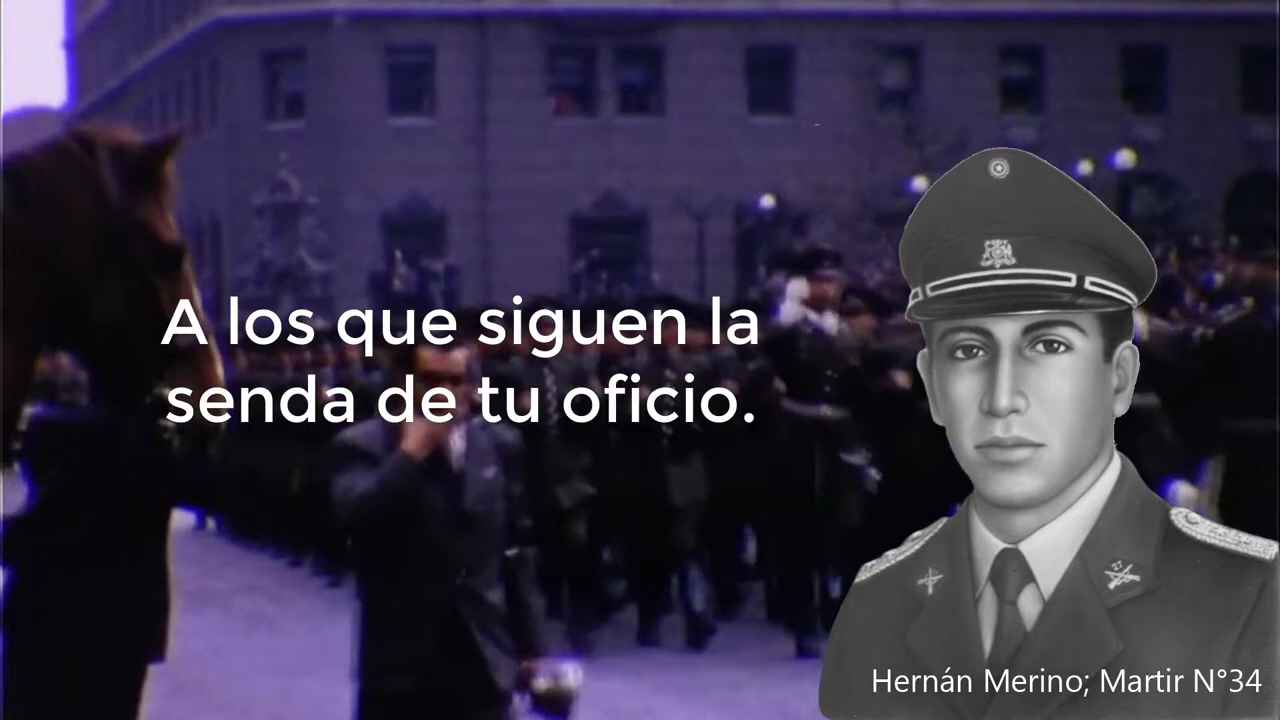 A los que siguen la
senda de tu oficio.
Hernán Merino; Martir N°34